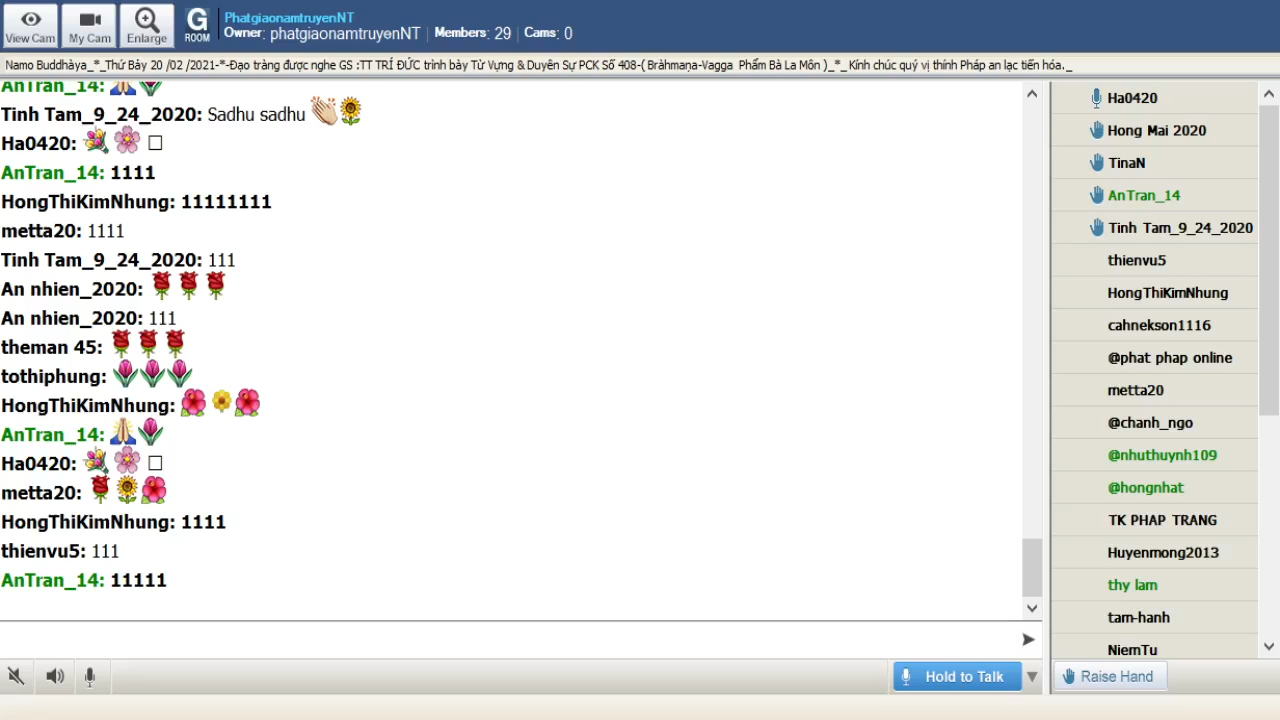 View Cam
My Cam
Enlarge
G
ROOM
PhatgiaonamtruyenNT
Owner: phatgiaonamtruyenNT | Members: 29 | Cams: 0
Namo Buddhàya_*_Thứ Bảy 20 /02 /2021-*-Đạo tràng được nghe GS :TT TRÍ ĐỨC trình bày Từ Vựng & Duyên Sự PCK Số 408-( Bràhmaṇa-Vagga Phẩm Bà La Môn )_*_Kính chúc quý vị thính Pháp an lạc tiến hóa._
AnTran_14: 🙏🌷
Tinh Tam_9_24_2020: Sadhu sadhu 👏🌻
Ha0420: 💐🌸 □
AnTran_14: 1111
HongThiKimNhung: 11111111
metta20: 1111
Tinh Tam_9_24_2020: 111
An nhien_2020: 🌹🌹🌹
An nhien_2020: 111
theman 45: 🌹🌹🌹
tothiphung: 🌷🌷🌷
HongThiKimNhung: 🌺🌼🌺
AnTran_14: 🙏🌷
Ha0420: 💐🌸 □
metta20: 🌹🌻🌺
HongThiKimNhung: 1111
thienvu5: 111
AnTran_14: 11111
Hold to Talk
Ha0420
Hong Mai 2020
TinaN
AnTran_14
Tinh Tam_9_24_2020
thienvu5
HongThiKimNhung
cahnekson1116
@phat phap online
metta20
@chanh_ngo
@nhuthuynh109
@hongnhat
TK PHAP TRANG
Huyenmong2013
thy lam
tam-hanh
NiemTu
Raise Hand